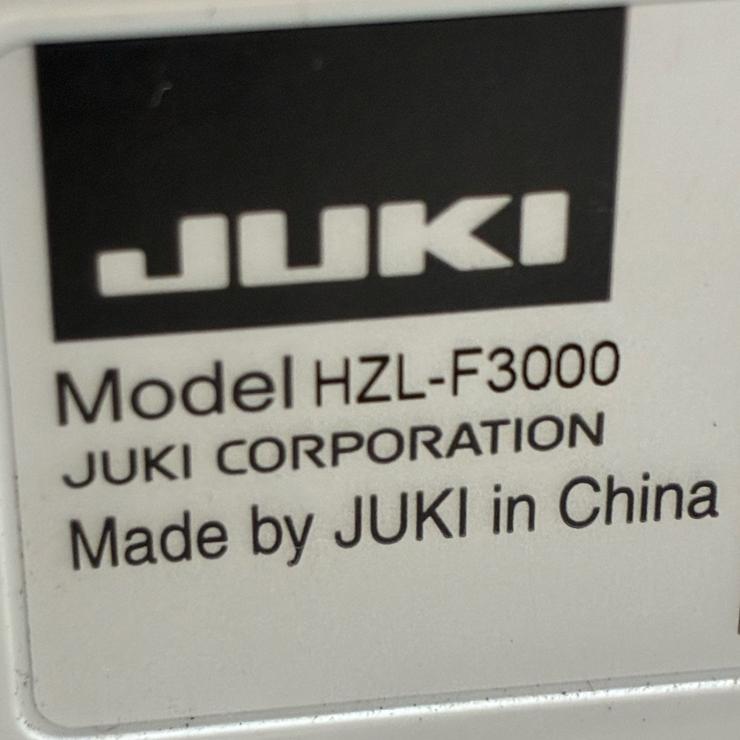 JUKI
Model HZL-F3000
JUKI CORPORATION
Made by JUKI in China